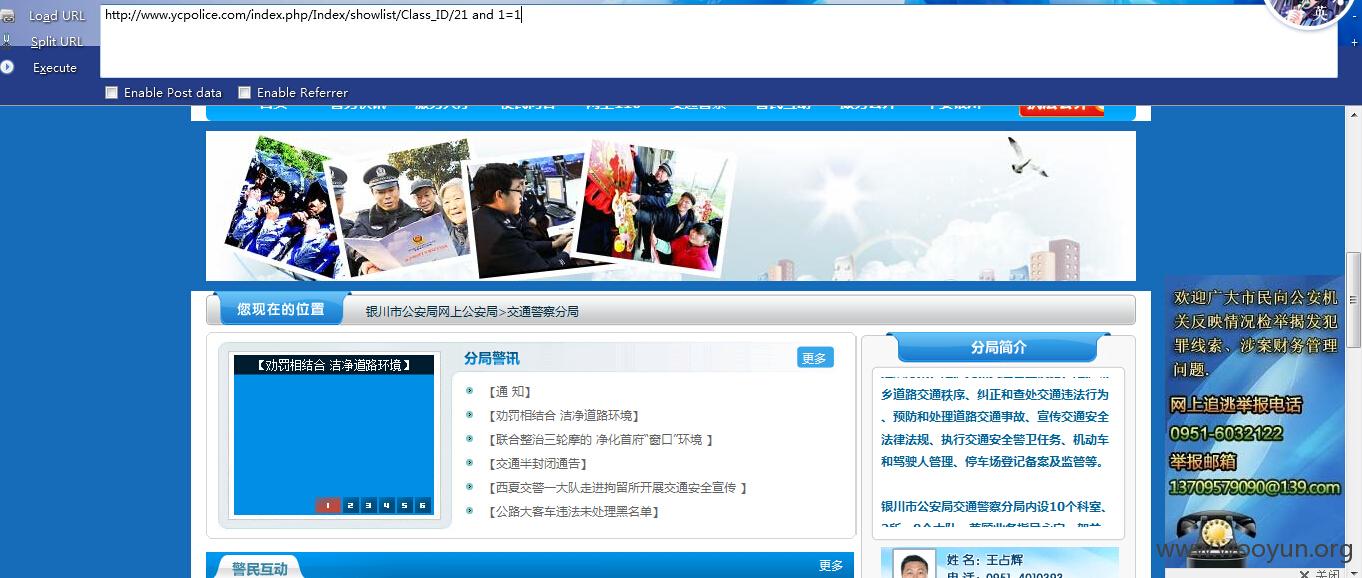 Load URL
http://www.ycpolice.com/index.php/Index/showlist/Class_ID/21 and 1=1
英
Split URL
Execute
Enable Post data
Enable Referrer
您现在的位置
银川市公安局网上公安局>交通警察分局
欢迎广大市民向公安机
关反映情况检举揭发犯
罪线索、涉案财务管理
问题.
网上追逃举报电话
0951-6032122
举报邮箱
13709579090@139.com
【劝罚相结合 洁净道路环境】
1 2 3 4 5 6
分局警讯
更多
【通 知】
【劝罚相结合 洁净道路环境】
【联合整治三轮摩的 净化首府"窗口"环境 】
【交通半封闭通告】
【西夏交警一大队走进拘留所开展交通安全宣传 】
【公路大客车违法未处理黑名单】
分局简介
乡道路交通秩序、纠正和查处交通违法行为
、预防和处理道路交通事故、宣传交通安全
法律法规、执行交通安全警卫任务、机动车
和驾驶人管理、停车场登记备案及监管等。
银川市公安局交通警察分局内设10个科室、
警民互动
更多
姓 名：王占辉
www.wooyun.org
关闭